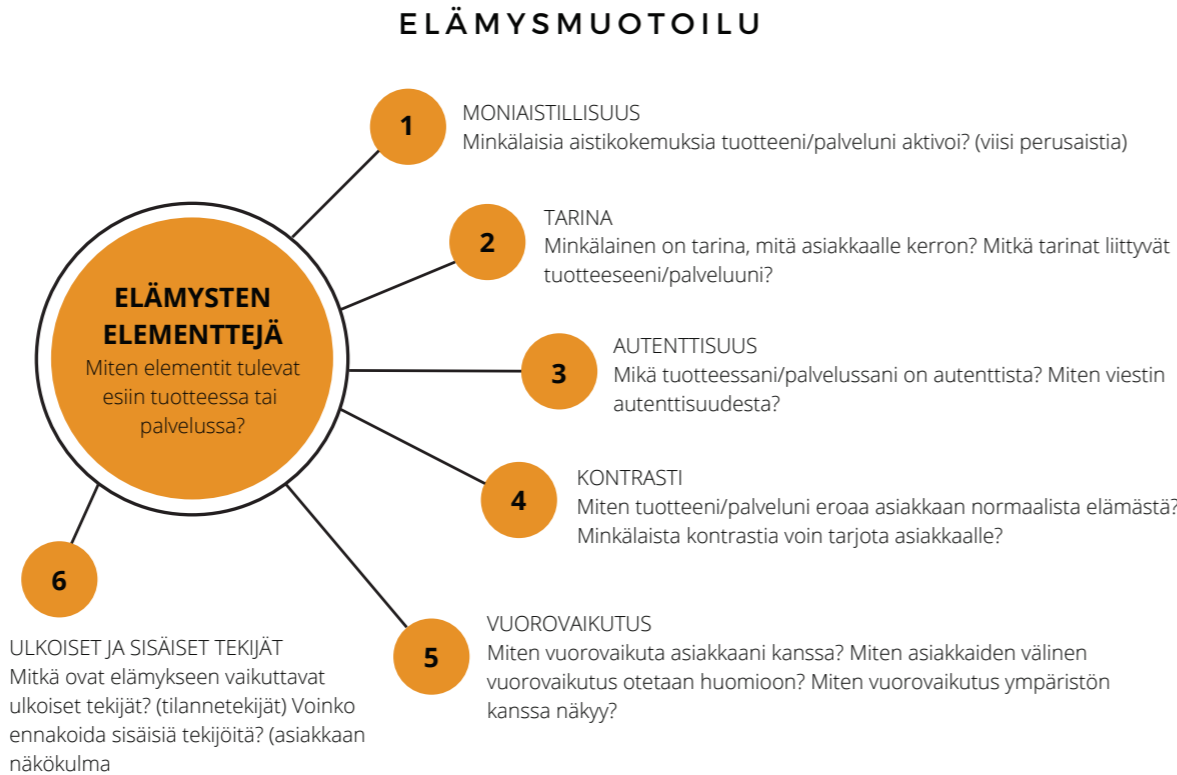 ELÄMYSMUOTOILU
1
MONIAISTILLISUUS
Minkälaisia aistikokemuksia tuotteeni/palveluni aktivoi? (viisi perusaistia)
2
TARINA
Minkälainen on tarina, mitä asiakkaalle kerron? Mitkä tarinat liittyvät
tuotteeseeni/palveluuni?
ELÄMYSTEN
ELEMENTTEJÄ
Miten elementit tulevat
esiin tuotteessa tai
palvelussa?
3
AUTENTTISUUS
Mikä tuotteessani/palvelussani on autenttista? Miten viestin
autenttisuudesta?
4
KONTRASTI
Miten tuotteeni/palveluni eroaa asiakkaan normaalista elämästä?
Minkälaista kontrastia voin tarjota asiakkaalle?
5
VUOROVAIKUTUS
Miten vuorovaikuta asiakkaani kanssa? Miten asiakkaiden välinen
vuorovaikutus otetaan huomioon? Miten vuorovaikutus ympäristön
kanssa näkyy?
6
ULKOISET JA SISÄISET TEKIJÄT
Mitkä ovat elämykseen vaikuttavat
ulkoiset tekijät? (tilannetekijät) Voinko
ennakoida sisäisiä tekijöitä? (asiakkaan
näkökulma